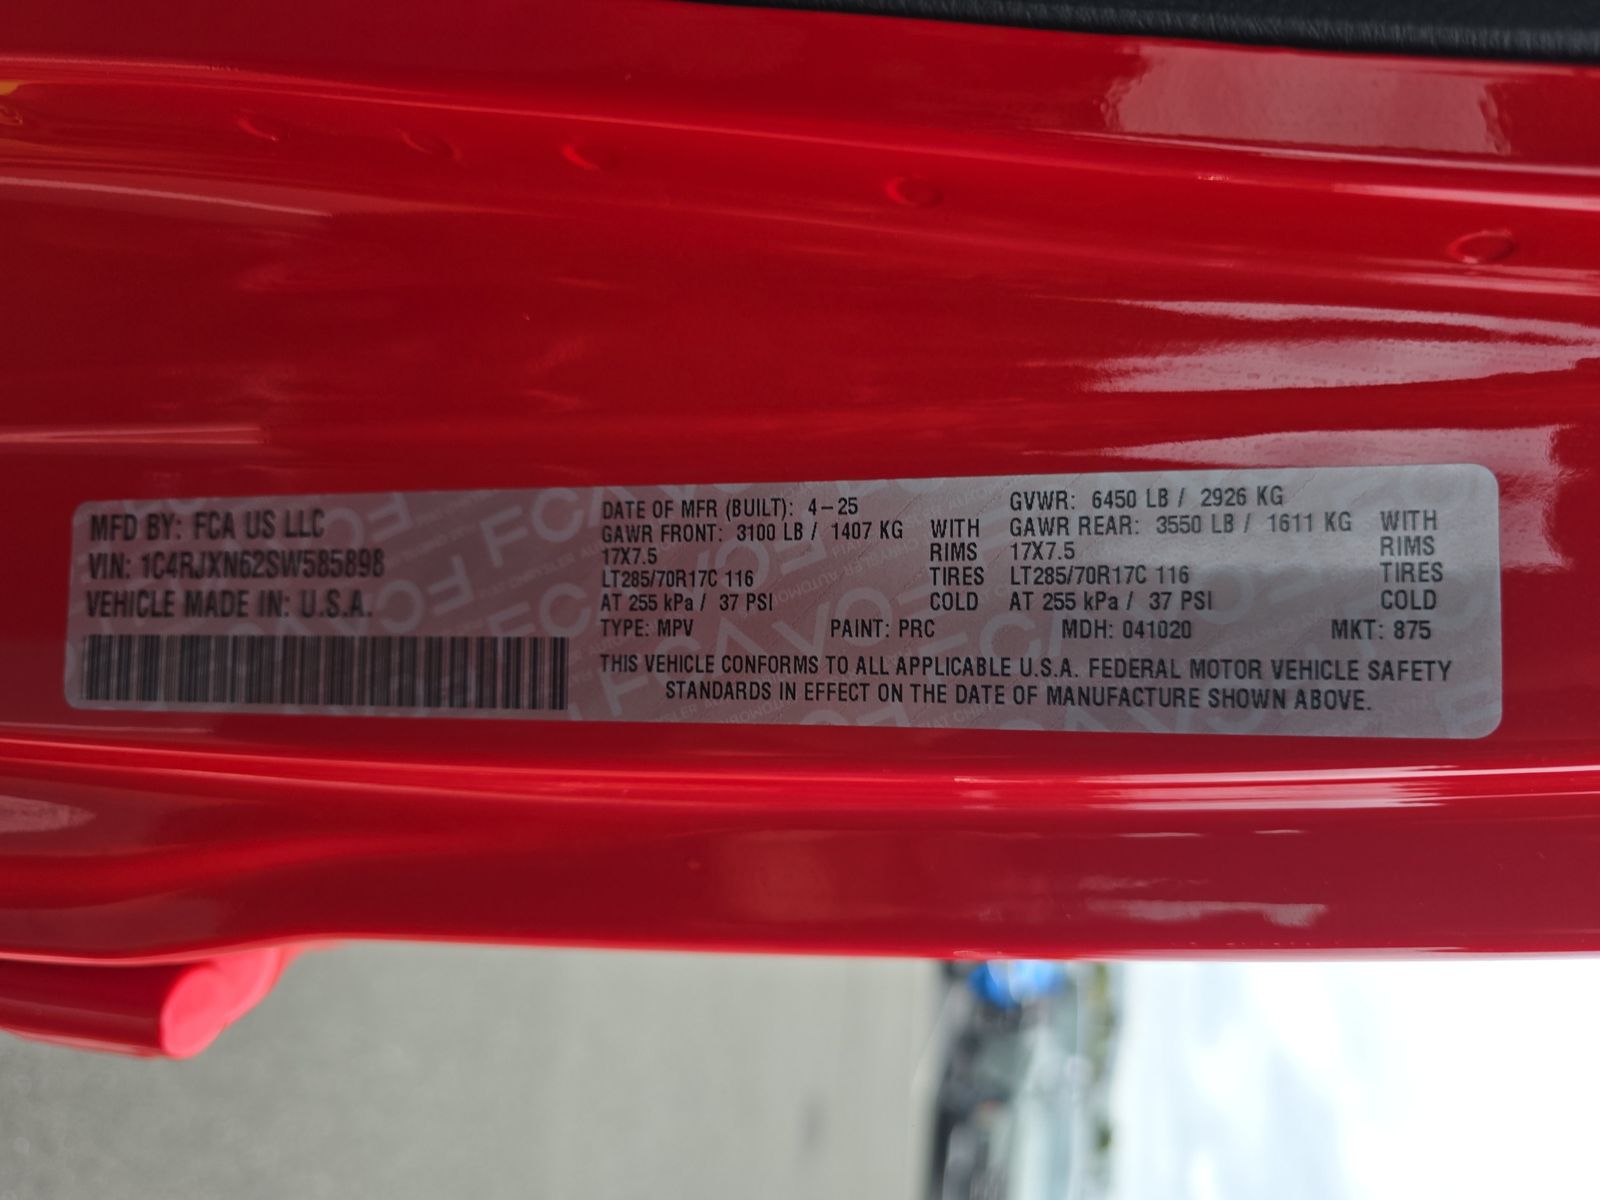 MFD BY: FCA US LLC
VIN: 1C4RJXN62SW585898
VEHICLE MADE IN: U.S.A.
DATE OF MFR (BUILT): 4-25 GVWR: 6450 LB / 2926 KG
GAWR FRONT: 3100 LB / 1407 KG WITH GAWR REAR: 3550 LB / 1611 KG WITH
17X7.5 RIMS 17X7.5 RIMS
LT285/70R17C 116 TIRES LT285/70R17C 116 TIRES
AT 255 kPa / 37 PSI COLD AT 255 kPa / 37 PSI COLD
TYPE: MPV PAINT: PRC MDH: 041020 MKT: 875
THIS VEHICLE CONFORMS TO ALL APPLICABLE U.S.A. FEDERAL MOTOR VEHICLE SAFETY
STANDARDS IN EFFECT ON THE DATE OF MANUFACTURE SHOWN ABOVE.